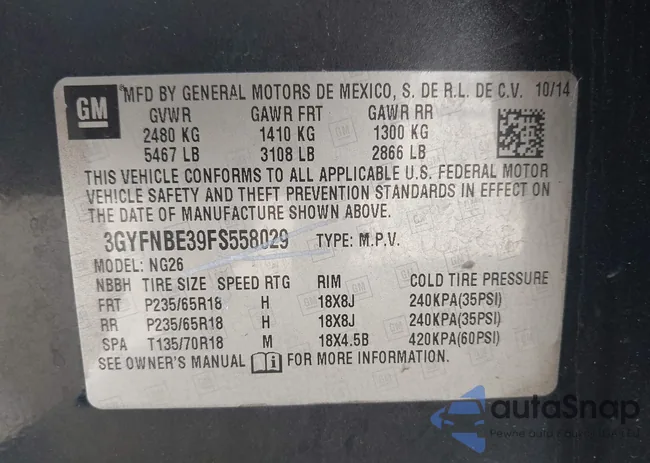 GM
*MFD BY GENERAL MOTORS DE MEXICO, S. DE R.L. DE C.V. 10/14
GVWR GAWR FRT GAWR RR
2480 KG 1410 KG 1300 KG
5467 LB 3108 LB 2866 LB
THIS VEHICLE CONFORMS TO ALL APPLICABLE U.S. FEDERAL MOTOR
VEHICLE SAFETY AND THEFT PREVENTION STANDARDS IN EFFECT ON
THE DATE OF MANUFACTURE SHOWN ABOVE.
3GYFNBE39FS558029 TYPE: M.P.V.
MODEL: NG26
NBBH TIRE SIZE SPEED RTG RIM COLD TIRE PRESSURE
FRT P235/65R18 H 18X8J 240KPA(35PSI)
RR P235/65R18 H 18X8J 240KPA(35PSI)
SPA T135/70R18 M 18X4.5B 420KPA(60PSI)
SEE OWNER'S MANUAL FOR MORE INFORMATION.
autaSnap